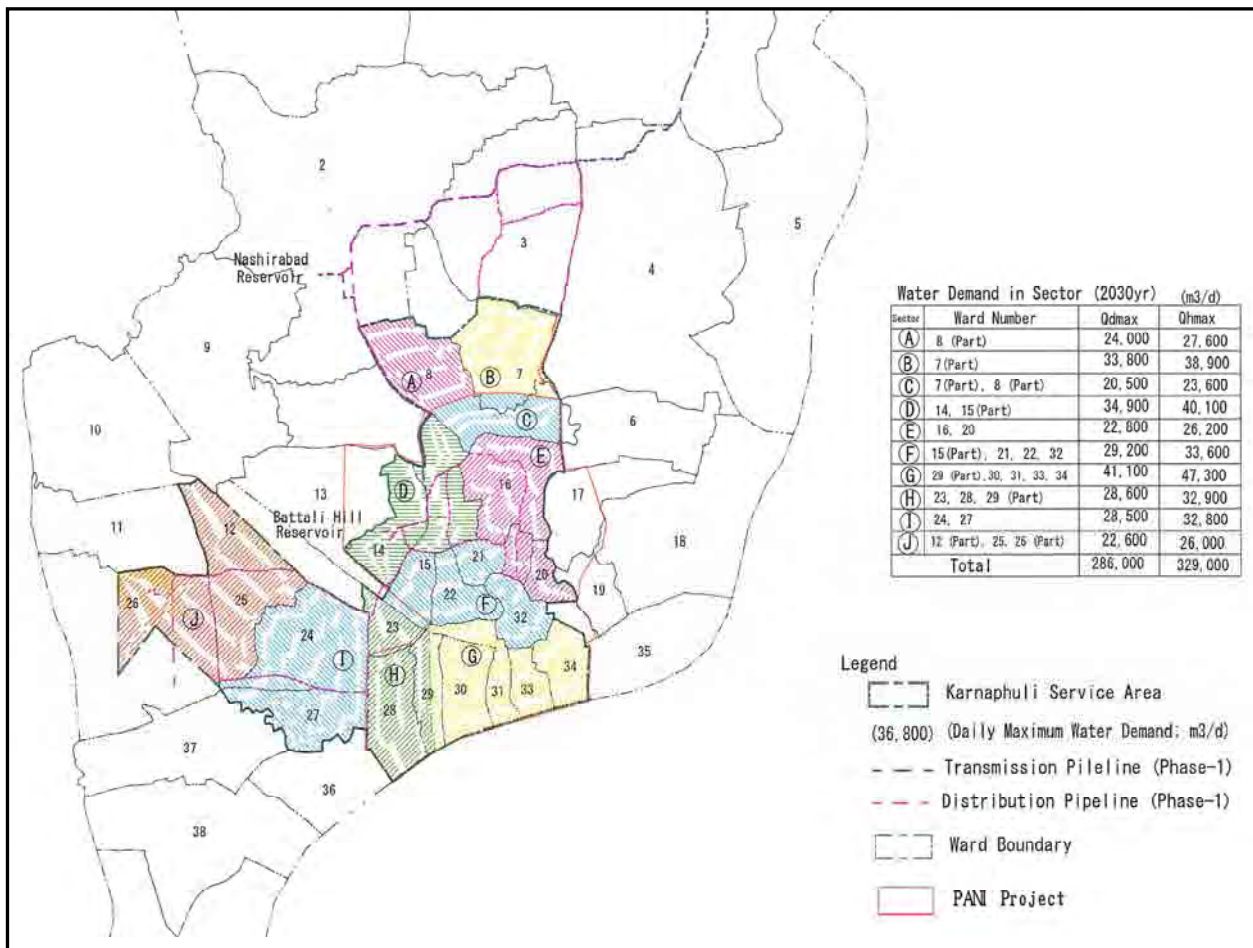 2
5
3
4
Nashirabad
Reservoir
9
8
7
A
B
C
10
6
13
D
E
16
17
11
12
Battali Hill
Reservoir
14
18
15
21
20
19
26
25
J
22
F
32
24
23
I
H
G
34
35
29
30
31
33
28
27
37
36
38
Water Demand in Sector (2030yr) (m3/d)
Sector Ward Number Qdmax Qhmax
A 8 (Part) 24,000 27,600
B 7(Part) 33,800 38,900
C 7(Part), 8 (Part) 20,500 23,600
D 14, 15(Part) 34,900 40,100
E 16, 20 22,800 26,200
F 15(Part), 21, 22, 32 29,200 33,600
G 29 (Part),30, 31, 33, 34 41,100 47,300
H 23, 28, 29 (Part) 28,600 32,900
I 24, 27 28,500 32,800
J 12 (Part), 25, 26 (Part) 22,600 26,000
Total 286,000 329,000
Legend
Karnaphuli Service Area
(36,800) (Daily Maximum Water Demand; m3/d)
Transmission Pileline (Phase-1)
Distribution Pipeline (Phase-1)
Ward Boundary
PANI Project